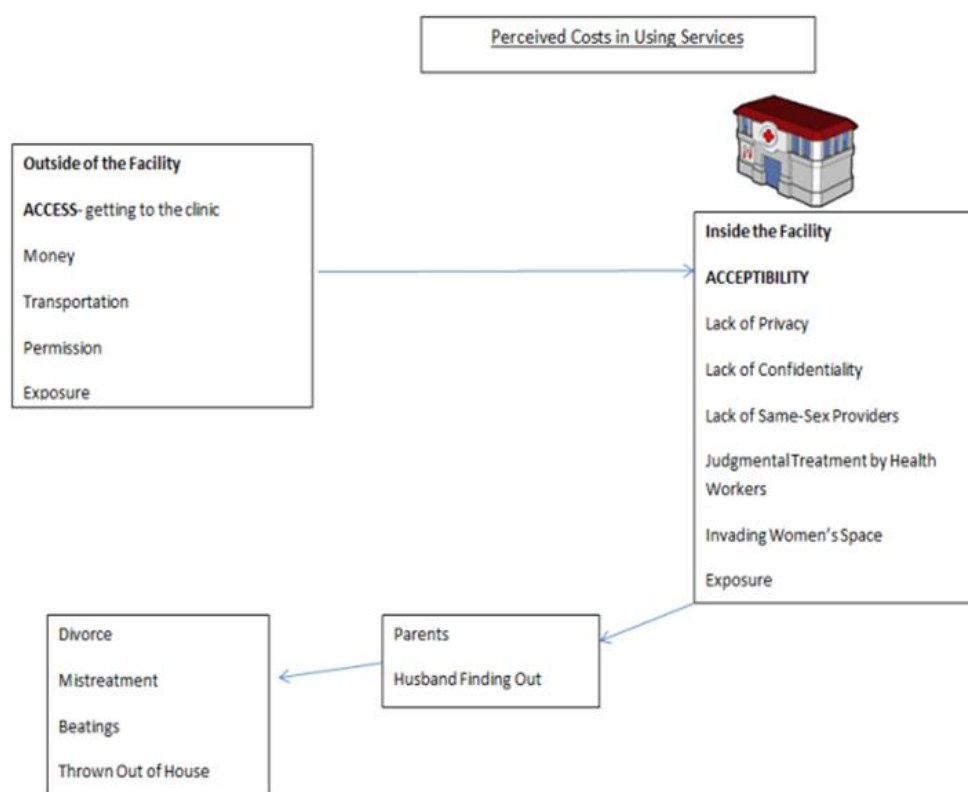 Perceived Costs in Using Services
Outside of the Facility
ACCESS- getting to the clinic
Money
Transportation
Permission
Exposure
H
Inside the Facility
ACCEPTIBILITY
Lack of Privacy
Lack of Confidentiality
Lack of Same-Sex Providers
Judgmental Treatment by Health
Workers
Invading Women's Space
Exposure
Parents
Husband Finding Out
Divorce
Mistreatment
Beatings
Thrown Out of House